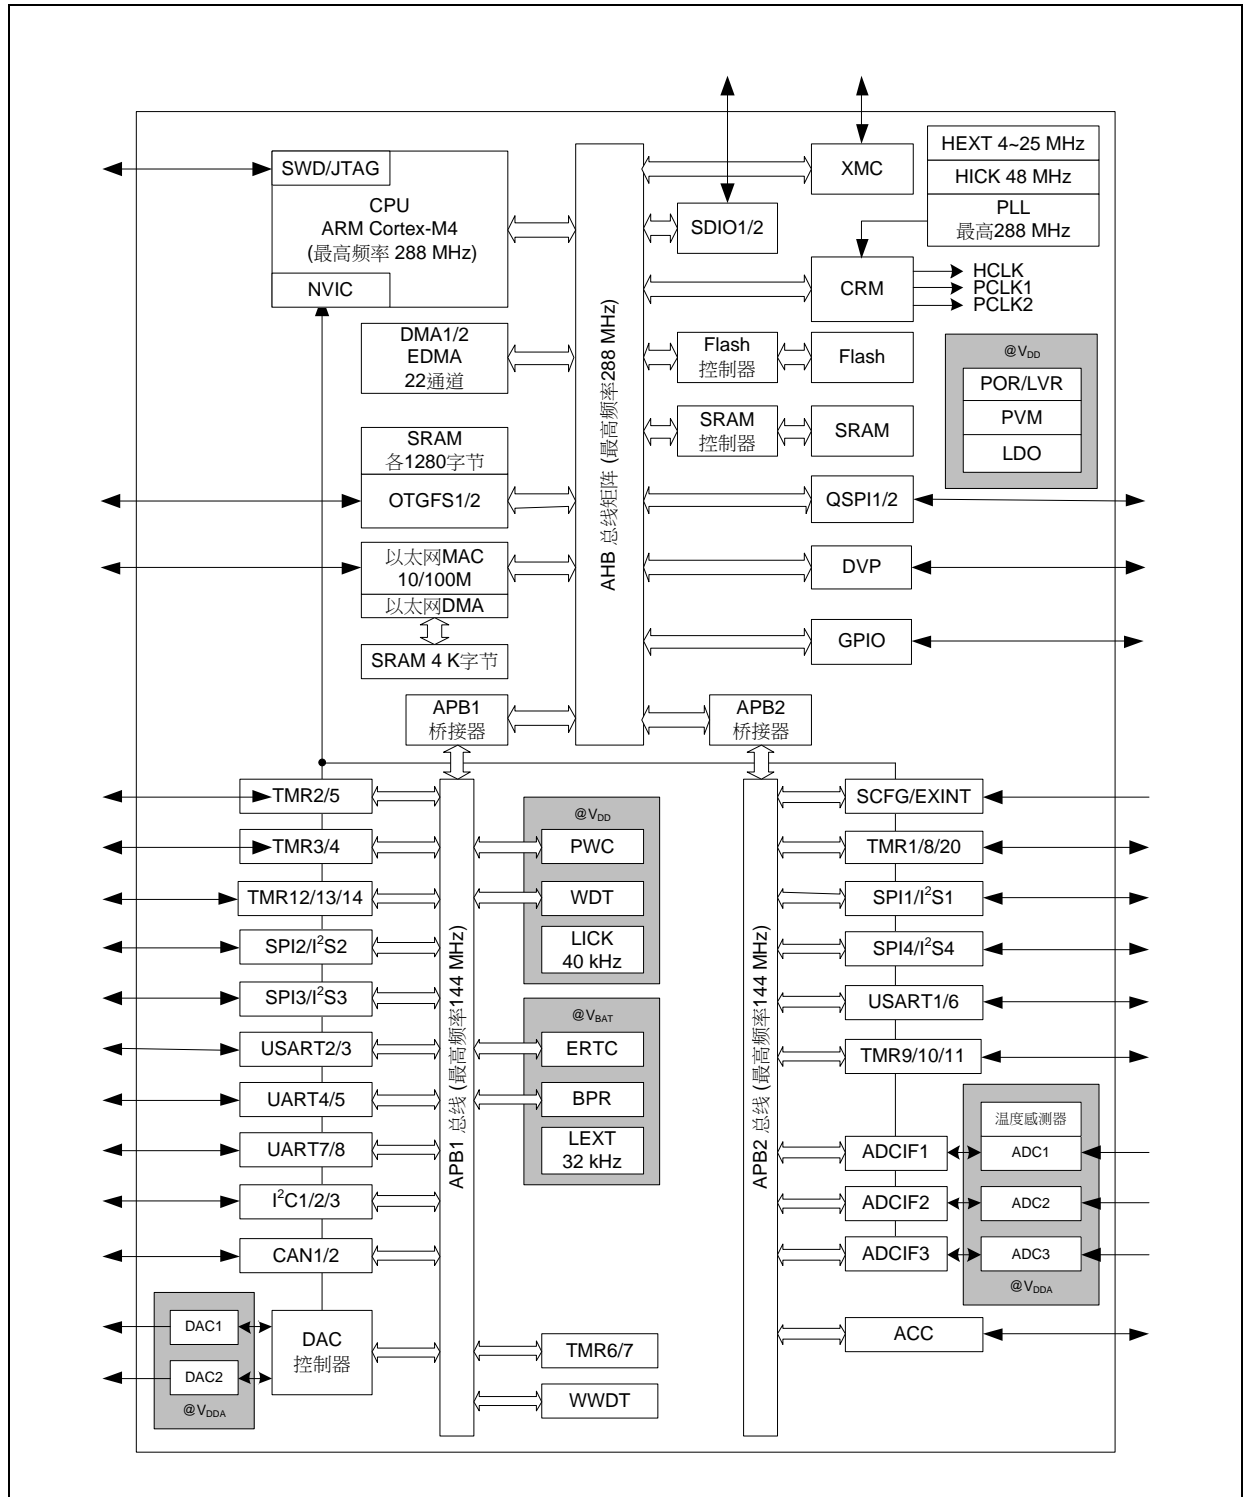 SWD/JTAG
CPU
ARM Cortex-M4
(最高频率 288 MHz)
NVIC
DMA1/2
EDMA
22通道
SRAM
各1280字节
OTGFS1/2
以太网MAC
10/100M
以太网DMA
SRAM 4 K字节
APB1
桥接器
AHB 总线矩阵 (最高频率288 MHz)
XMC
SDIO1/2
HEXT 4~25 MHz
HICK 48 MHz
PLL
最高288 MHz
CRM
HCLK
PCLK1
PCLK2
Flash
控制器
Flash
SRAM
控制器
SRAM
@VDD
POR/LVR
PVM
LDO
QSPI1/2
DVP
GPIO
APB2
桥接器
TMR2/5
TMR3/4
TMR12/13/14
SPI2/I²S2
SPI3/I²S3
USART2/3
UART4/5
UART7/8
I²C1/2/3
CAN1/2
DAC1
DAC2
@VDDA
DAC
控制器
APB1 总线 (最高频率144 MHz)
@VDD
PWC
WDT
LICK
40 kHz
@VBAT
ERTC
BPR
LEXT
32 kHz
TMR6/7
WWDT
APB2 总线 (最高频率144 MHz)
SCFG/EXINT
TMR1/8/20
SPI1/I²S1
SPI4/I²S4
USART1/6
TMR9/10/11
ADCIF1
ADCIF2
ADCIF3
温度感测器
ADC1
ADC2
ADC3
@VDDA
ACC